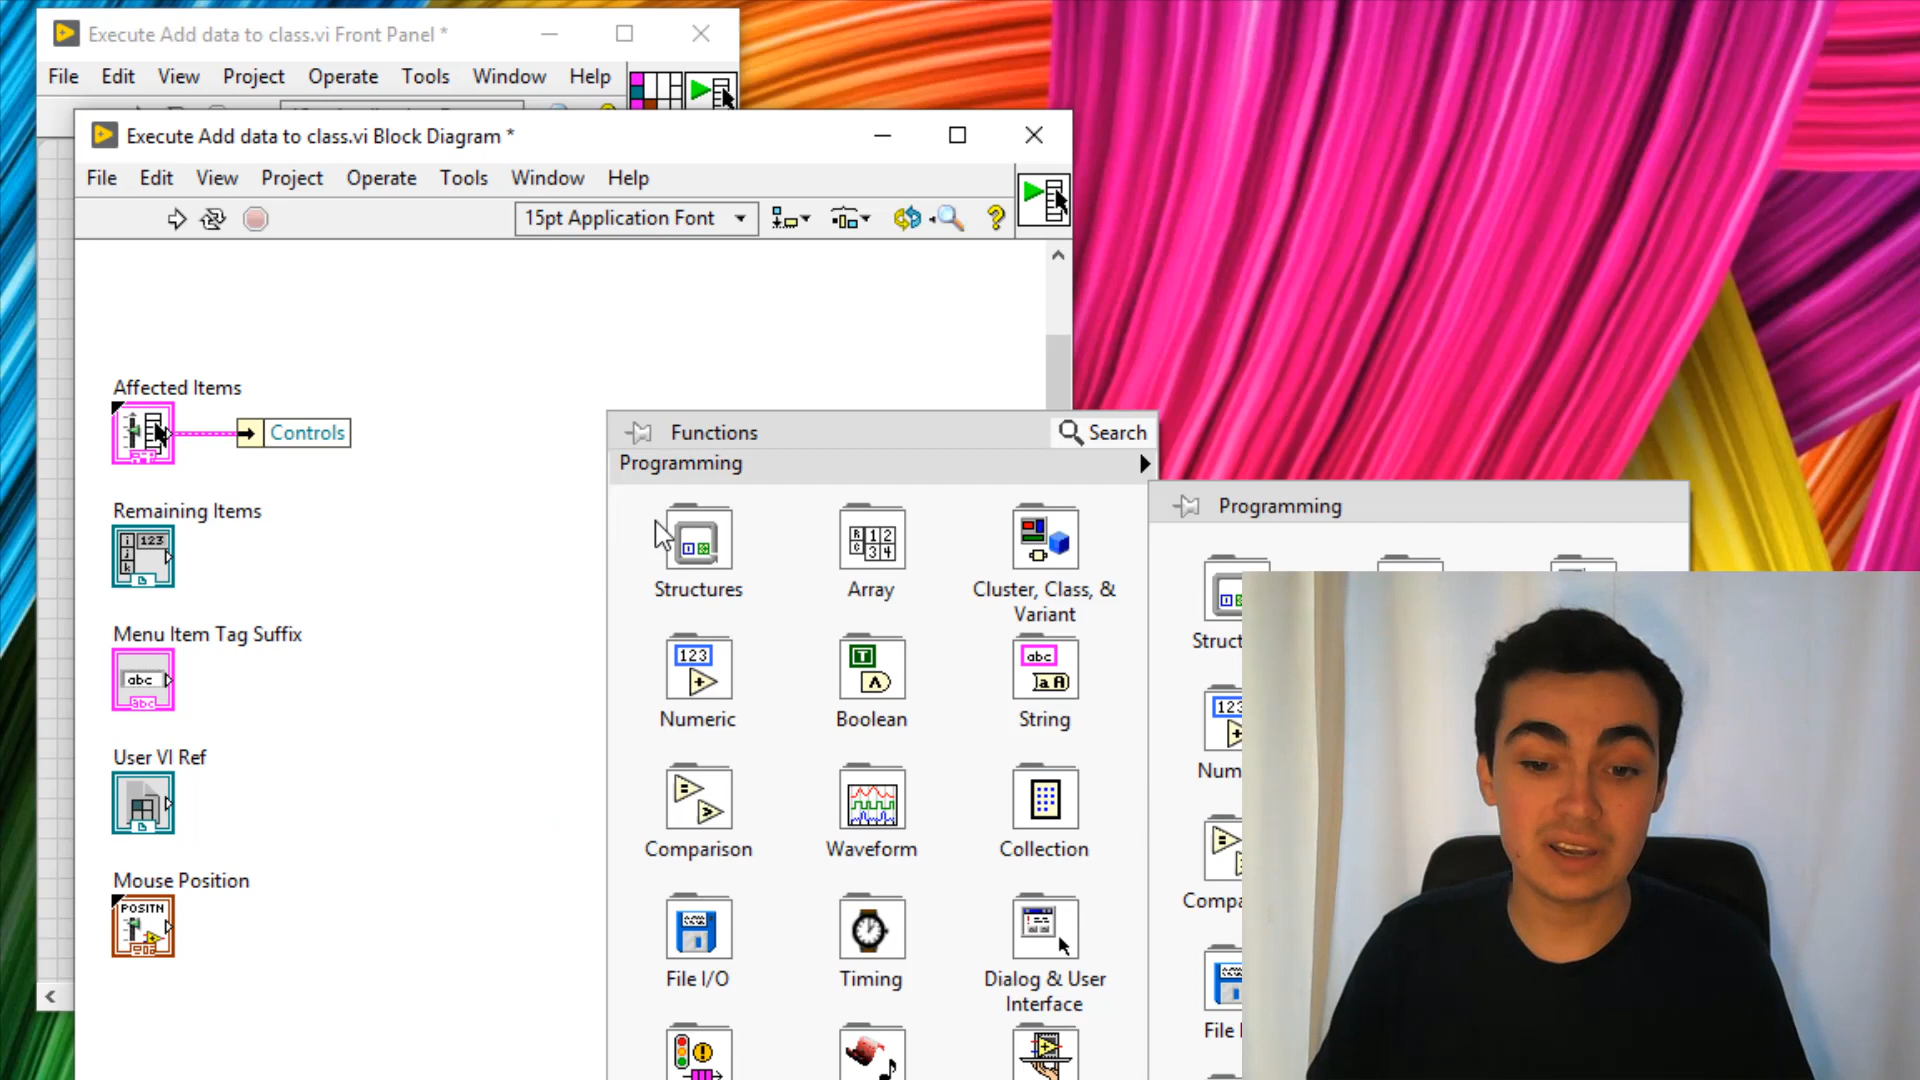 Execute Add data to class.vi Front Panel *
File Edit View Project Operate Tools Window Help
Execute Add data to class.vi Block Diagram *
File Edit View Project Operate Tools Window Help
15pt Application Font
Affected Items
Controls
Remaining Items
Menu Item Tag Suffix
abc
abc
User VI Ref
Mouse Position
POSITN
Functions
Search
Programming
Structures
Array
Cluster, Class, &
Variant
123
abc
Numeric
Boolean
String
Comparison
Waveform
Collection
File I/O
Timing
Dialog & User
Interface
Programming
Struct
123
Num
Compa
File